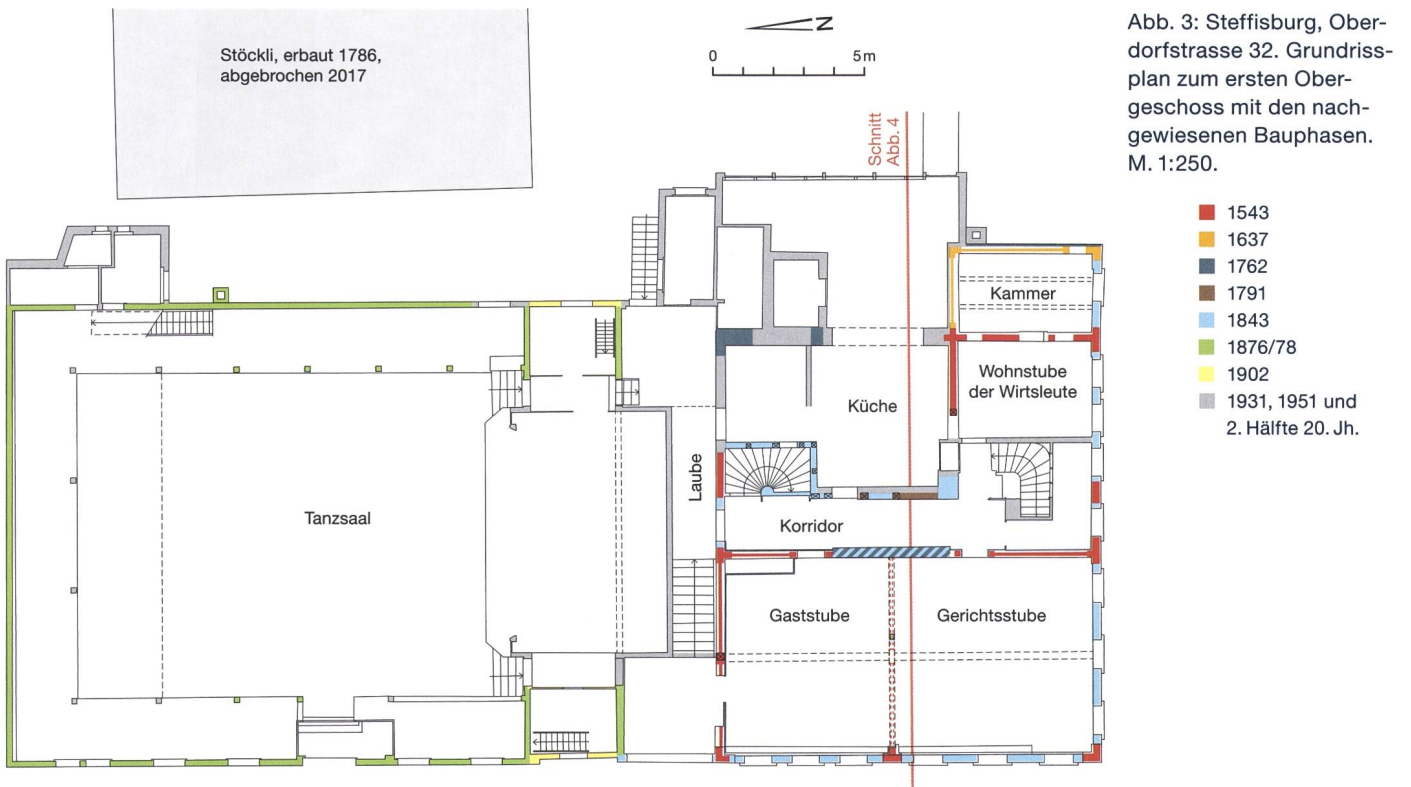 Stöckli, erbaut 1786,
abgebrochen 2017
N
0
5m
Schnitt
Abb. 4
Abb. 3: Steffisburg, Ober-
dorfstrasse 32. Grundriss-
plan zum ersten Ober-
geschoss mit den nach-
gewiesenen Bauphasen.
M. 1:250.
1543
1637
1762
1791
1843
1876/78
1902
1931, 1951 und
2. Hälfte 20. Jh.
Kammer
Wohnstube
der Wirtsleute
Küche
Laube
Tanzsaal
Korridor
Gaststube
Gerichtsstube